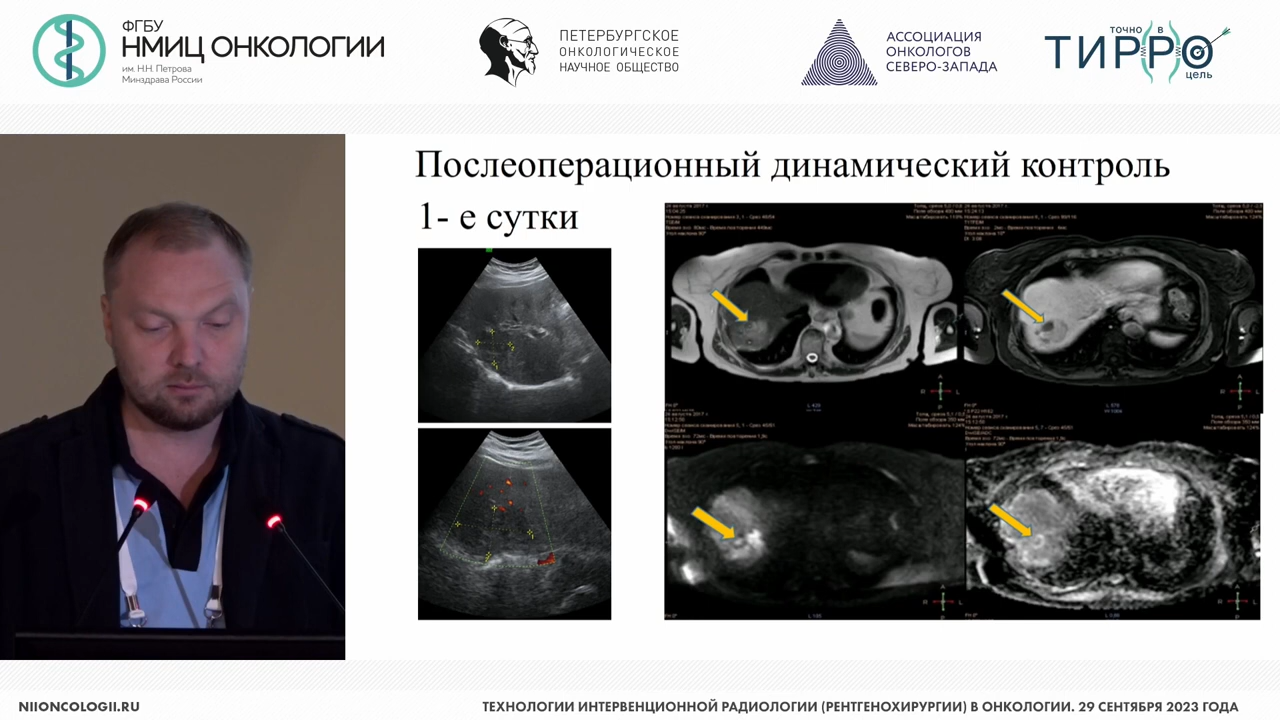 ФГБУ
НМИЦ ОНКОЛОГИИ
им. Н.Н. Петрова
Минздрава России
ПЕТЕРБУРГСКОЕ
ОНКОЛОГИЧЕСКОЕ
НАУЧНОЕ ОБЩЕСТВО
АССОЦИАЦИЯ
ОНКОЛОГОВ
СЕВЕРО-ЗАПАДА
точно в
ТИРРО
цель
Послеоперационный динамический контроль
1- е сутки
NIIONCOLOGII.RU
ТЕХНОЛОГИИ ИНТЕРВЕНЦИОННОЙ РАДИОЛОГИИ (РЕНТГЕНОХИРУРГИИ) В ОНКОЛОГИИ. 29 СЕНТЯБРЯ 2023 ГОДА